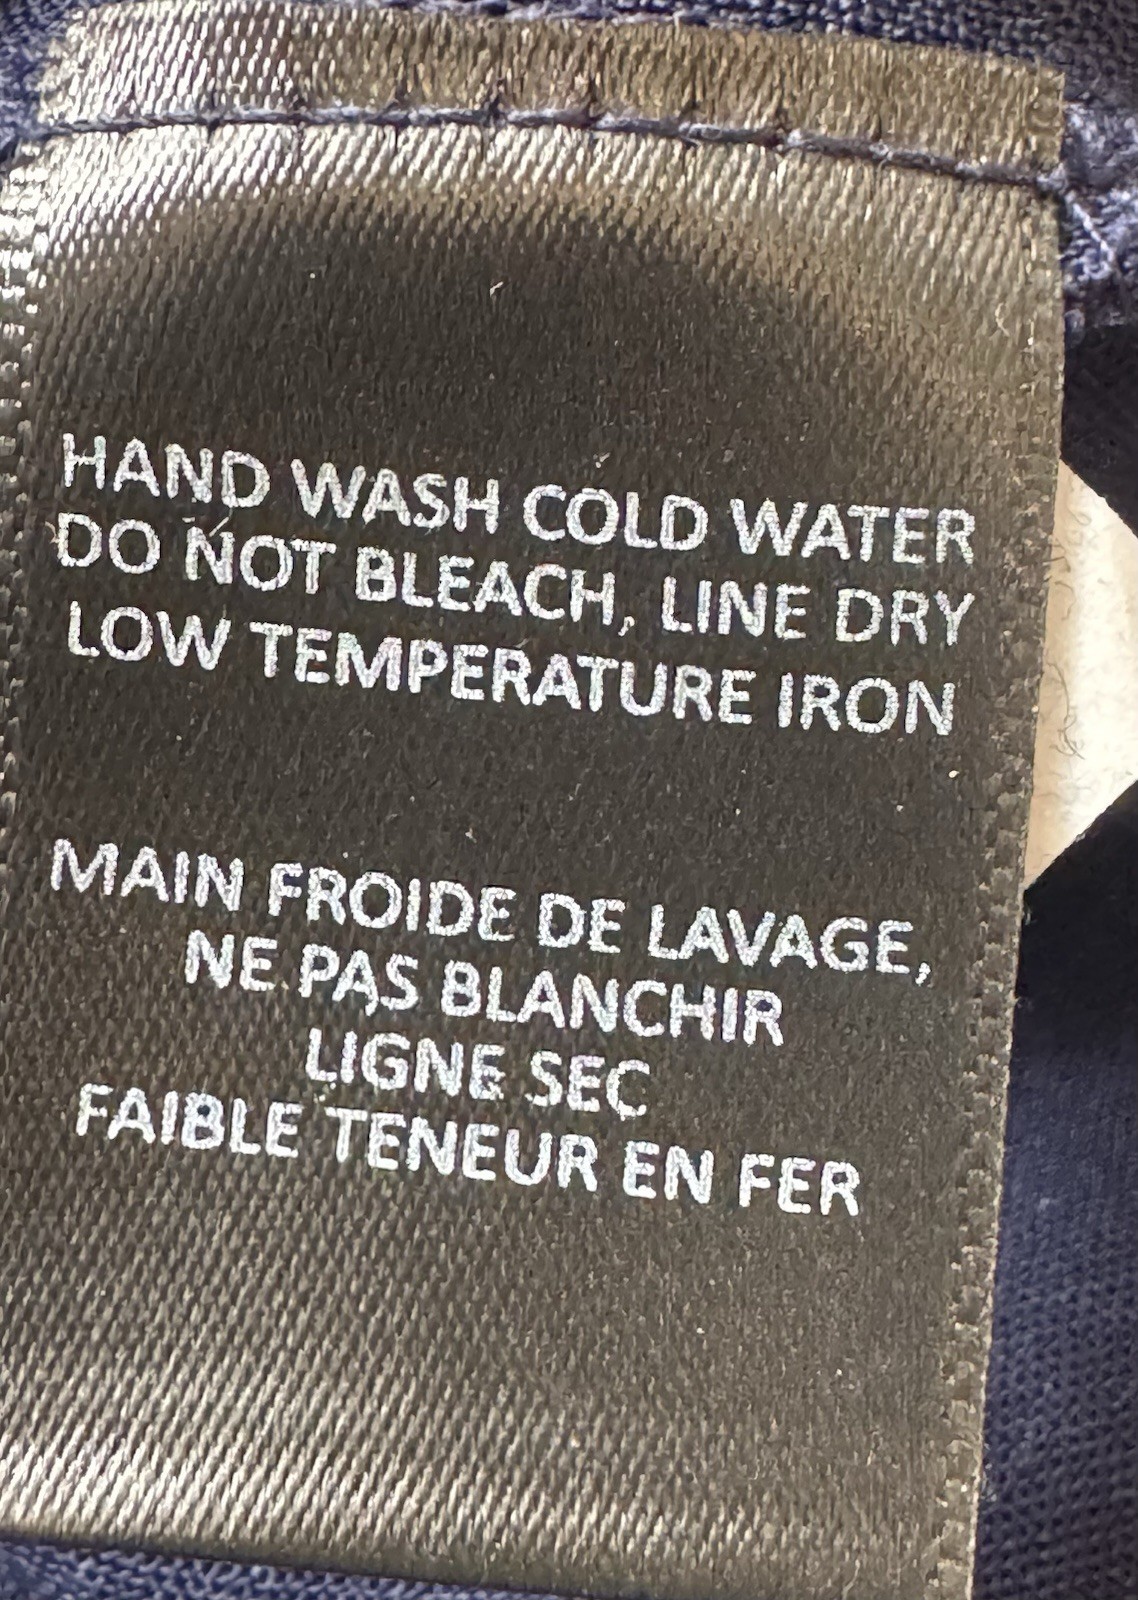 HAND WASH COLD WATER
DO NOT BLEACH, LINE DRY
LOW TEMPERATURE IRON
MAIN FROIDE DE LAVAGE,
NE PAS BLANCHIR
LIGNE SEC
FAIBLE TENEUR EN FER